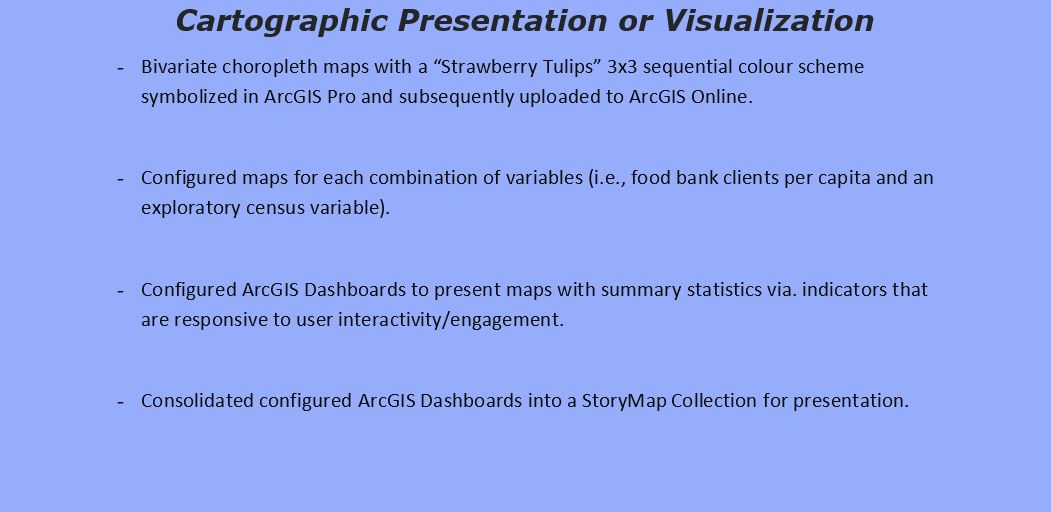 Cartographic Presentation or Visualization
- Bivariate choropleth maps with a “Strawberry Tulips” 3x3 sequential colour scheme
symbolized in ArcGIS Pro and subsequently uploaded to ArcGIS Online.
- Configured maps for each combination of variables (i.e., food bank clients per capita and an
exploratory census variable).
- Configured ArcGIS Dashboards to present maps with summary statistics via. indicators that
are responsive to user interactivity/engagement.
- Consolidated configured ArcGIS Dashboards into a StoryMap Collection for presentation.